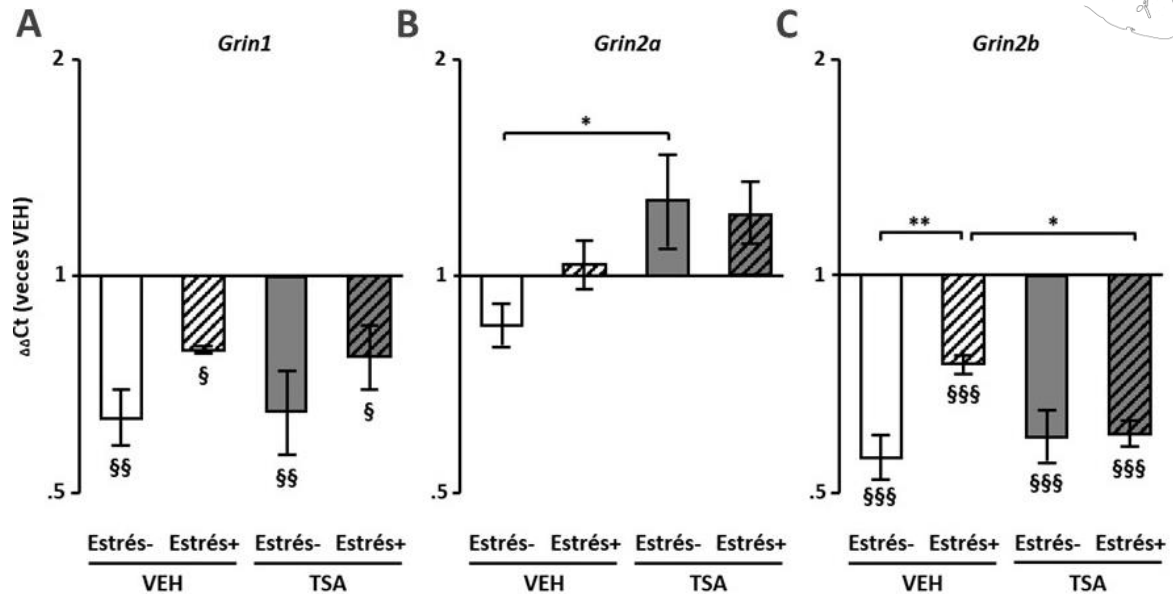 A
Grin1
2
1
.5
ΔΔCt (veces VEH)
§§
§
§§
§
Estrés- Estrés+ Estrés- Estrés+
VEH TSA
B
Grin2a
2
1
.5
*
Estrés- Estrés+ Estrés- Estrés+
VEH TSA
C
Grin2b
2
1
.5
**
*
§§§
§§§
§§§
§§§
Estrés- Estrés+ Estrés- Estrés+
VEH TSA